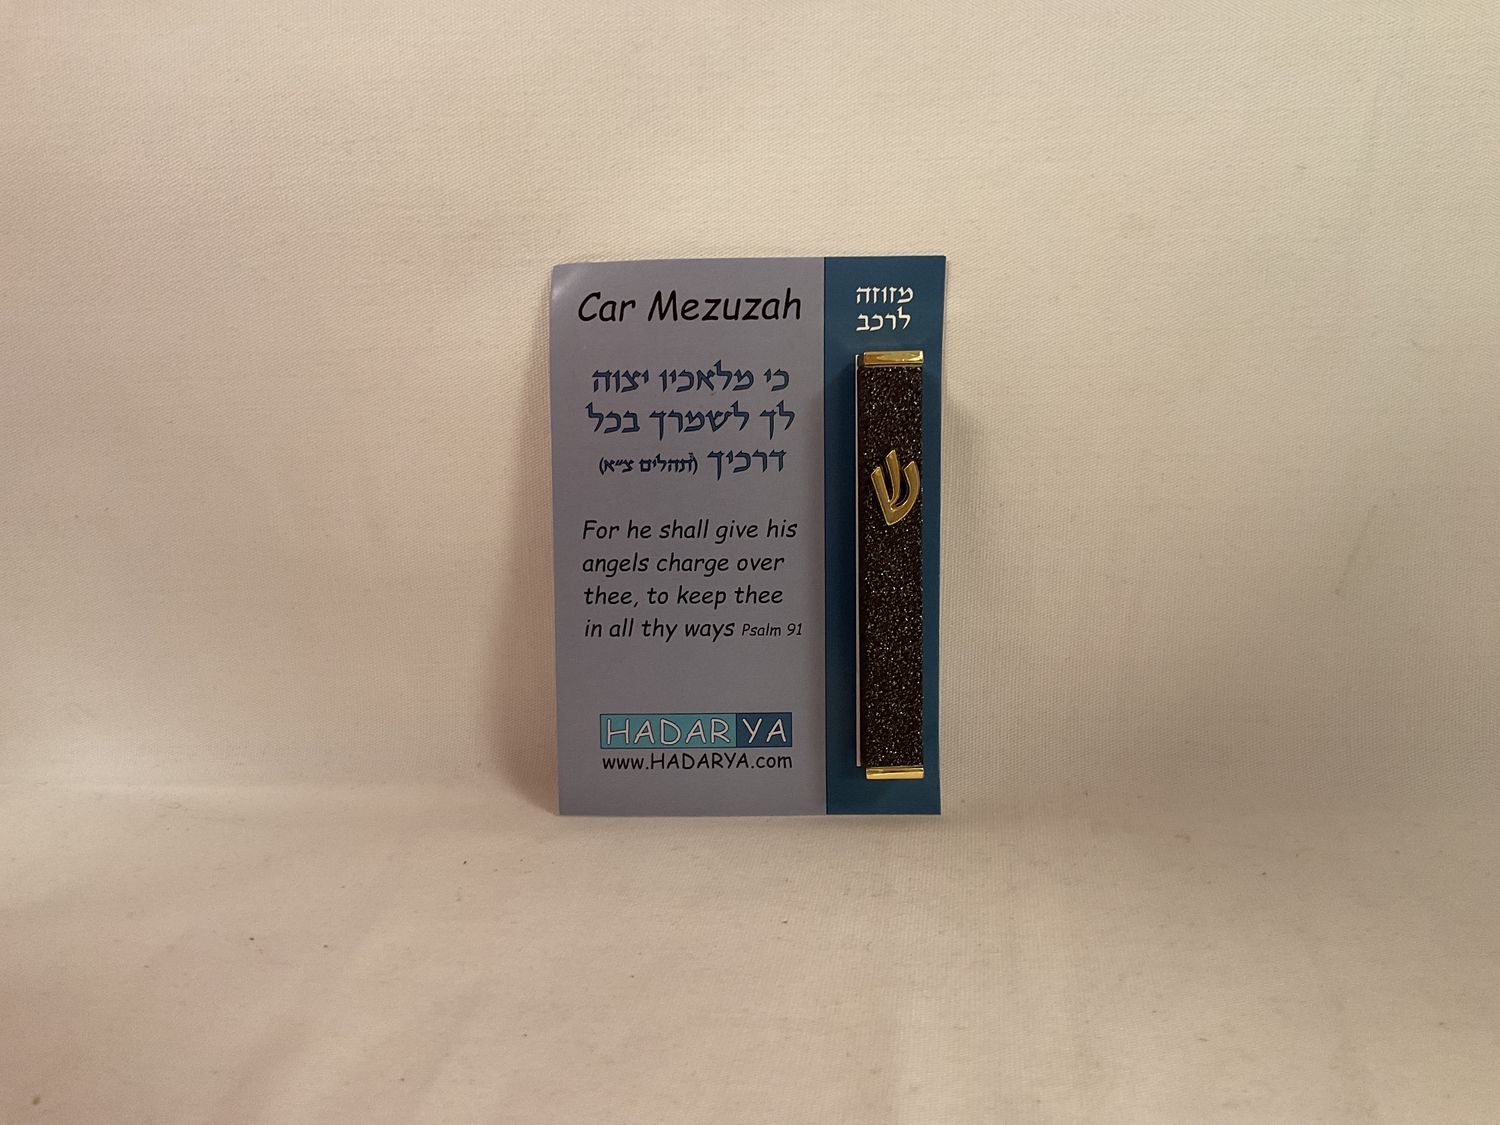 Car Mezuzah
כי מלאכיו יצוה
לך לשמרך בכל
דרכיך (תהלים צ״א)
For he shall give his
angels charge over
thee, to keep thee
in all thy ways Psalm 91
HADARYA
www.HADARYA.com
מזוזה
לרכב
ש